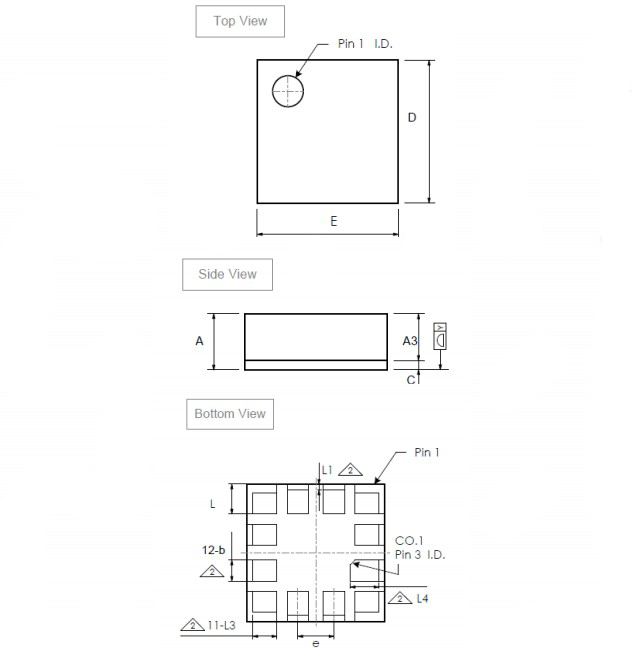 Top View
Pin 1 I.D.
D
E
Side View
A
A3
Y
C
Bottom View
Pin 1
L1 2
L
CO.1
Pin 3 I.D.
12-b
2
2 L4
2 11-L3
e